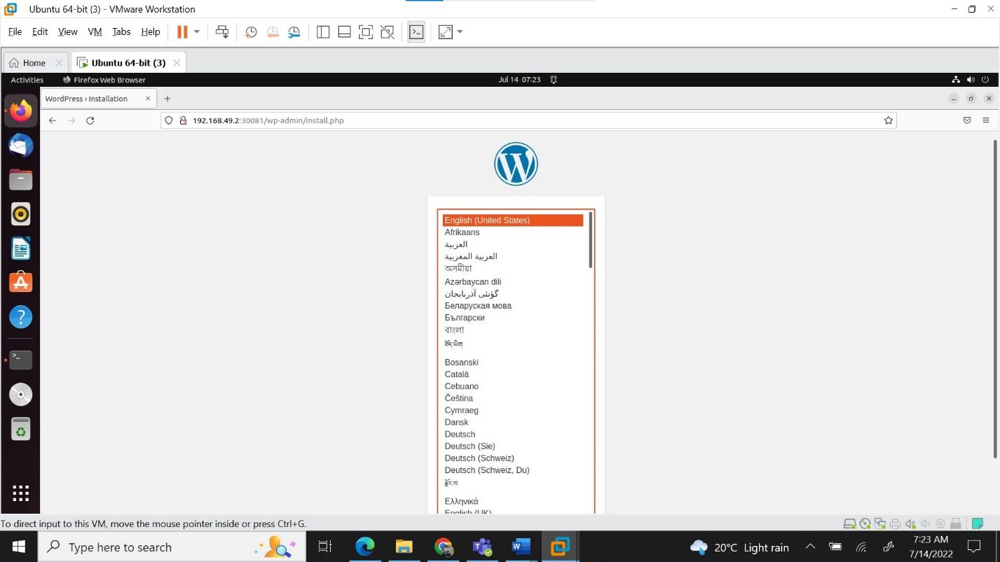 Ubuntu 64-bit (3) - VMware Workstation
File Edit View VM Tabs Help
Home
Ubuntu 64-bit (3)
Activities
Firefox Web Browser
Jul 14 07:23
WordPress › Installation
192.168.49.2:30081/wp-admin/install.php
English (United States)
Afrikaans
العربية
العربية المغربية
অসমীয়া
Azərbaycan dili
گؤنئی آذربایجان
Беларуская мова
Български
বাংলা
བོད་ཡིག
Bosanski
Català
Cebuano
Čeština
Cymraeg
Dansk
Deutsch
Deutsch (Sie)
Deutsch (Schweiz)
Deutsch (Schweiz, Du)
རྫོང་ཁ
Ελληνικά
English (UK)
To direct input to this VM, move the mouse pointer inside or press Ctrl+G.
Type here to search
20°C Light rain
7:23 AM
7/14/2022